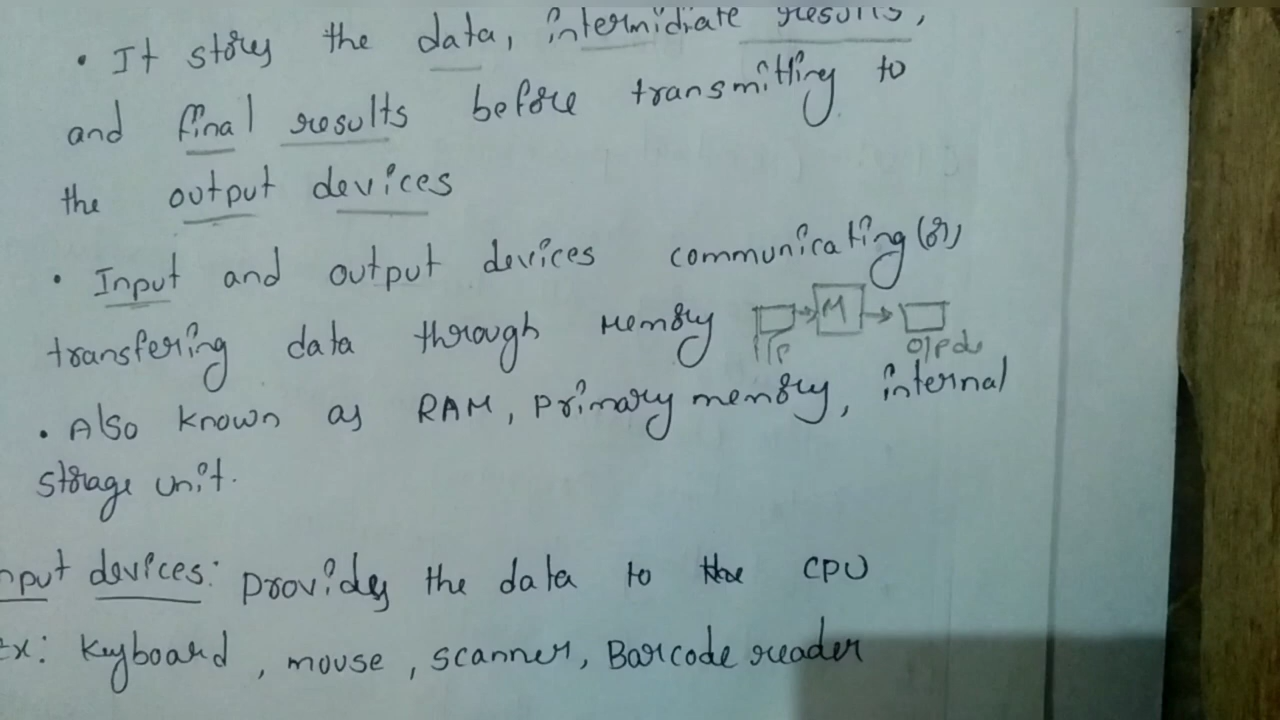 • It stores the data, intermidiate results,
and final results before transmitting to
the output devices
• Input and output devices communicating (or)
transfering data through memory
M
I/P
O/P de
• Also known as RAM, primary memory, internal
storage unit.
nput devices: provides the data to the CPU
Ex: Keyboard, mouse, scanner, Barcode reader